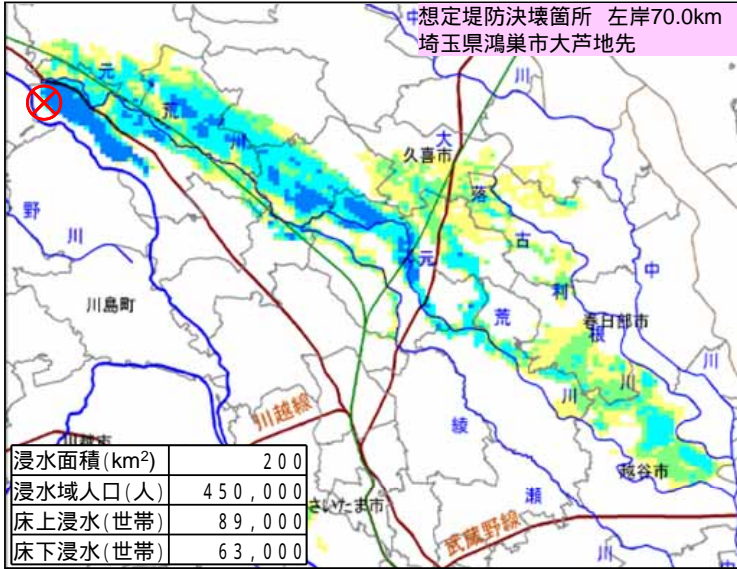 想定堤防決壊箇所 左岸70.0km
埼玉県鴻巣市大芦地先
中
川
元
荒
川
大
久喜市
落
野
川
古
元
中
利
川島町
荒
春日部市
根
川
川
川
川越線
綾
浸水面積(km²) 200
浸水域人口(人) 450,000
床上浸水(世帯) 89,000
床下浸水(世帯) 63,000
越谷市
さいたま市
瀬
武蔵野線
川
中